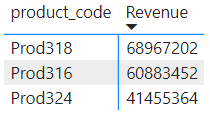 product_code Revenue
Prod318 68967202
Prod316 60883452
Prod324 41455364